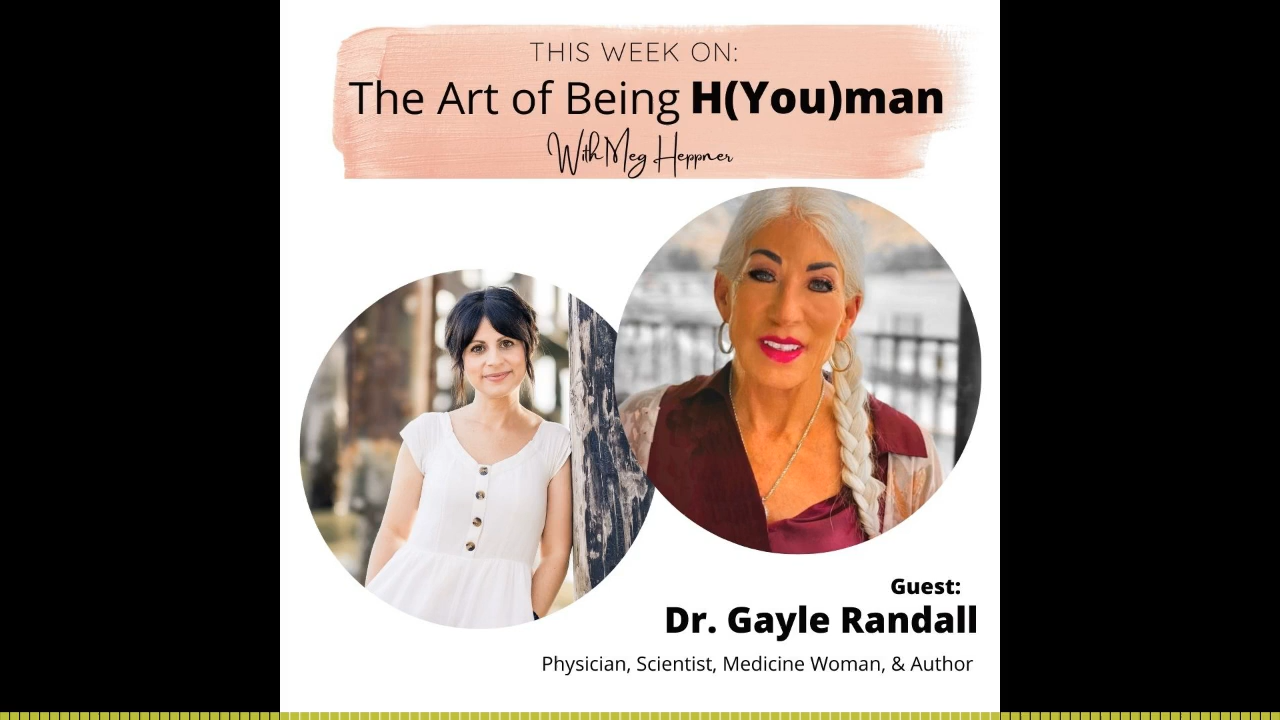 THIS WEEK ON:
The Art of Being H(You)man
With Meg Heppner
Guest:
Dr. Gayle Randall
Physician, Scientist, Medicine Woman, & Author